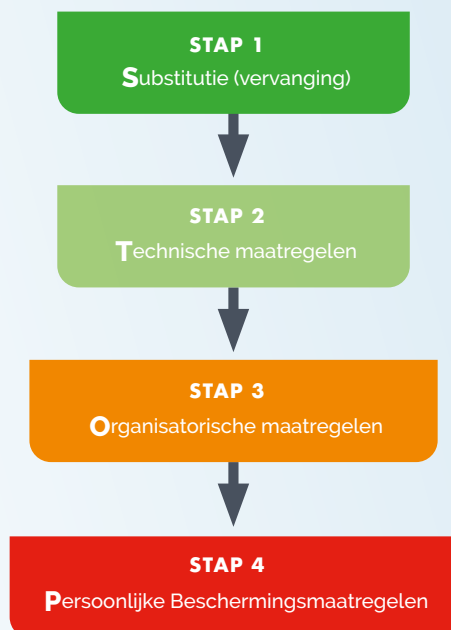 STAP 1
Substitutie (vervanging)
STAP 2
Technische maatregelen
STAP 3
Organisatorische maatregelen
STAP 4
Persoonlijke Beschermingsmaatregelen